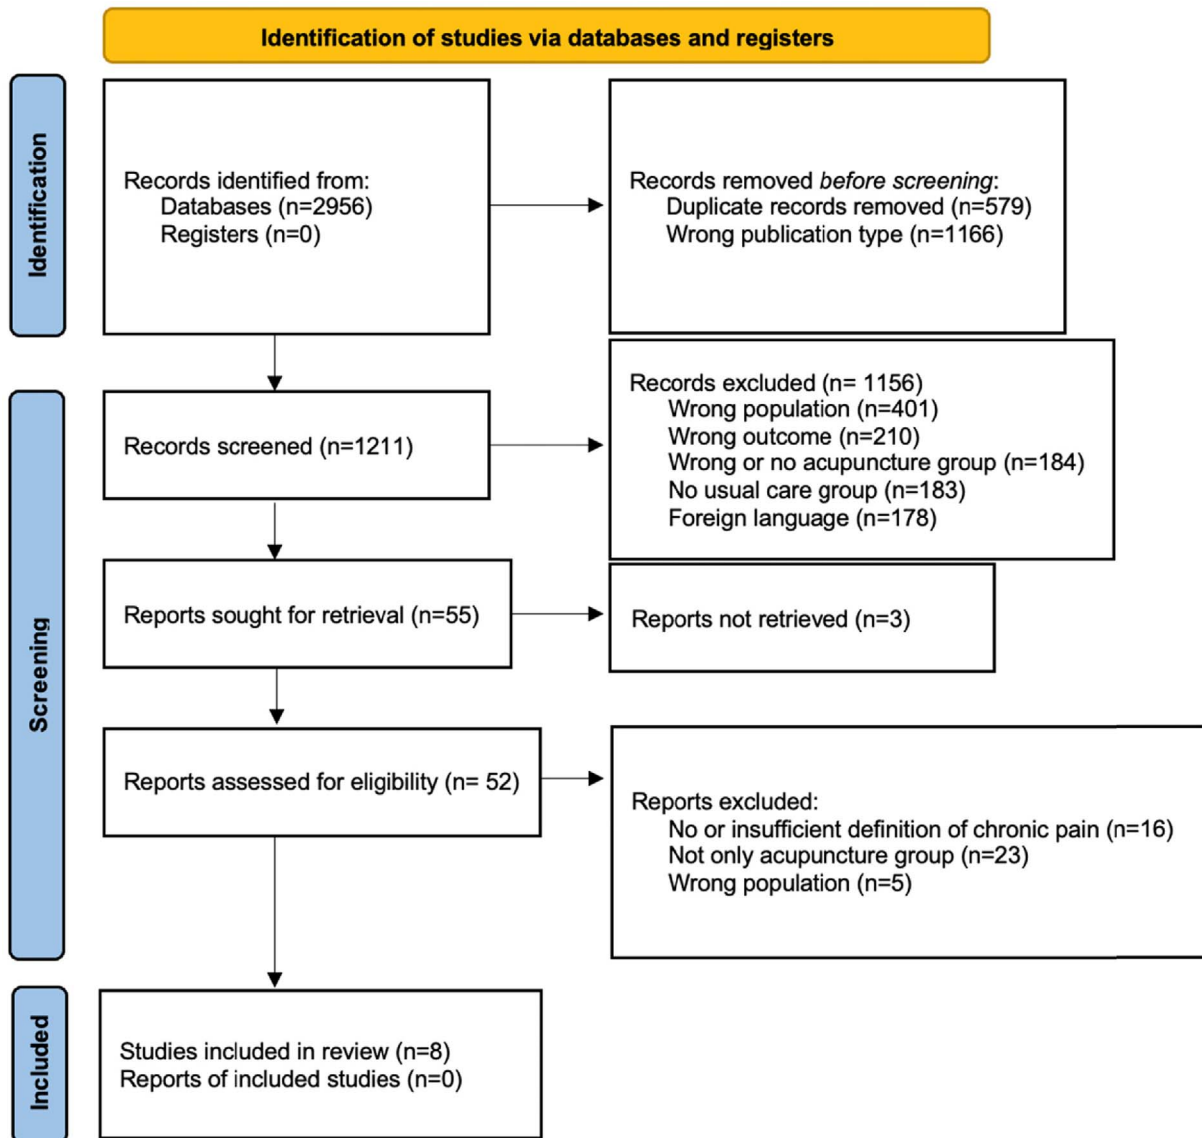 Identification of studies via databases and registers
Identification
Records identified from:
Databases (n=2956)
Registers (n=0)
Records removed before screening:
Duplicate records removed (n=579)
Wrong publication type (n=1166)
Screening
Records screened (n=1211)
Records excluded (n= 1156)
Wrong population (n=401)
Wrong outcome (n=210)
Wrong or no acupuncture group (n=184)
No usual care group (n=183)
Foreign language (n=178)
Reports sought for retrieval (n=55)
Reports not retrieved (n=3)
Reports assessed for eligibility (n= 52)
Reports excluded:
No or insufficient definition of chronic pain (n=16)
Not only acupuncture group (n=23)
Wrong population (n=5)
Included
Studies included in review (n=8)
Reports of included studies (n=0)